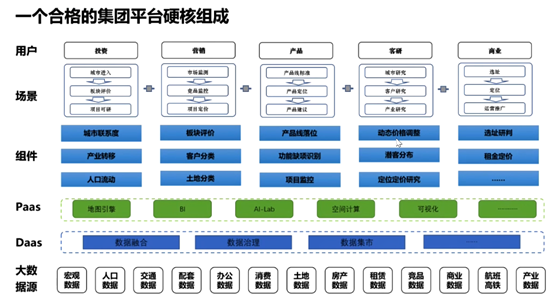 一个合格的集团平台硬核组成
用户
投资
营销
产品
客研
商业
场景
城市进入
板块评价
项目可研
市场监测
竞品监控
项目定价
产品线标准
产品定位
产品建议
城市研究
客户研究
产业研究
选址
定位
运营推广
组件
城市联系度
板块评价
产品线落位
动态价格调整
选址研判
产业转移
客户分类
功能缺项识别
潜客分布
租金定价
人口流动
土地分类
项目监控
定位定价研究
......
Paas
地图引擎
BI
AI-Lab
空间计算
可视化
Daas
数据融合
数据治理
数据集市
大数
据源
宏观
数据
人口
数据
交通
数据
配套
数据
办公
数据
消费
数据
土地
数据
房产
数据
租赁
数据
竞品
数据
商业
数据
航班
高铁
产业
数据